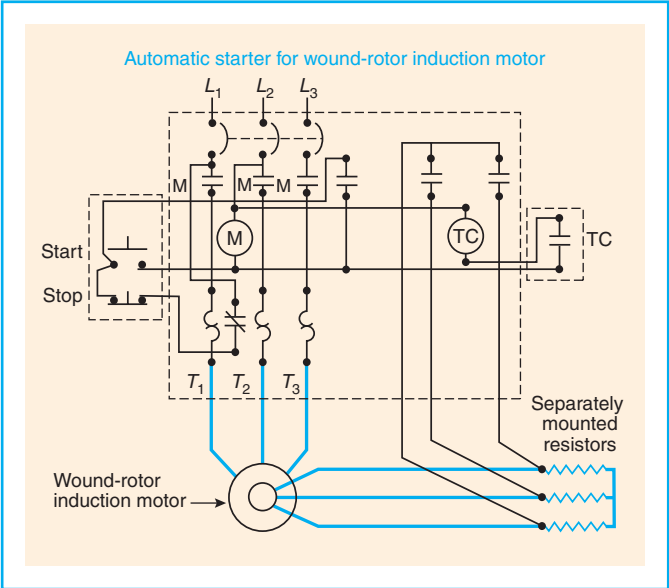 Automatic starter for wound-rotor induction motor
L1 L2 L3
M M M
M TC TC
Start
Stop
T1 T2 T3
Separately
mounted
resistors
Wound-rotor
induction motor